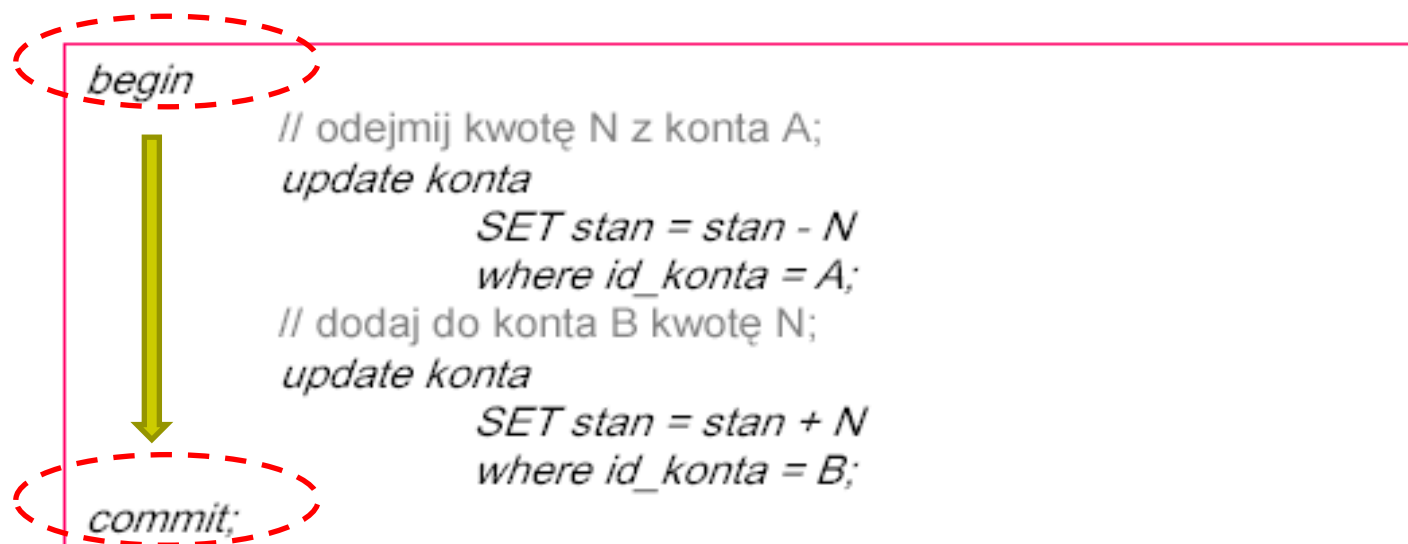 begin
// odejmij kwotę N z konta A;
update konta
SET stan = stan - N
where id_konta = A;
// dodaj do konta B kwotę N;
update konta
SET stan = stan + N
where id_konta = B;
commit;